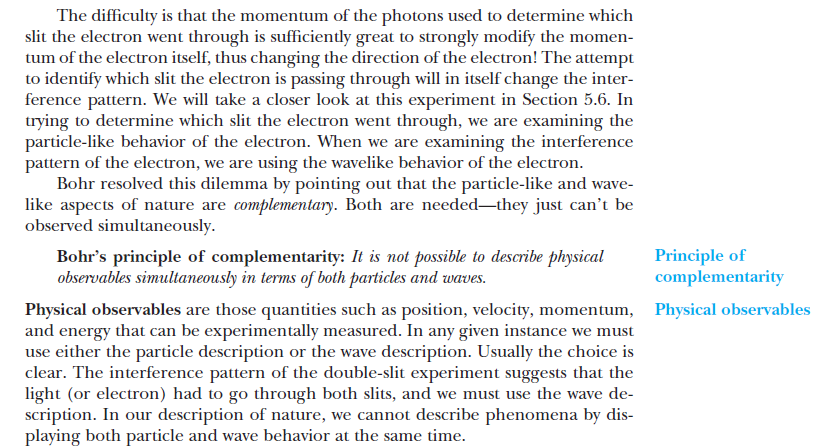 The difficulty is that the momentum of the photons used to determine which
slit the electron went through is sufficiently great to strongly modify the momen-
tum of the electron itself, thus changing the direction of the electron! The attempt
to identify which slit the electron is passing through will in itself change the inter-
ference pattern. We will take a closer look at this experiment in Section 5.6. In
trying to determine which slit the electron went through, we are examining the
particle-like behavior of the electron. When we are examining the interference
pattern of the electron, we are using the wavelike behavior of the electron.
Bohr resolved this dilemma by pointing out that the particle-like and wave-
like aspects of nature are complementary. Both are needed—they just can't be
observed simultaneously.
Bohr's principle of complementarity: It is not possible to describe physical
observables simultaneously in terms of both particles and waves.
Principle of
complementarity
Physical observables are those quantities such as position, velocity, momentum,
and energy that can be experimentally measured. In any given instance we must
use either the particle description or the wave description. Usually the choice is
clear. The interference pattern of the double-slit experiment suggests that the
light (or electron) had to go through both slits, and we must use the wave de-
scription. In our description of nature, we cannot describe phenomena by dis-
playing both particle and wave behavior at the same time.
Physical observables